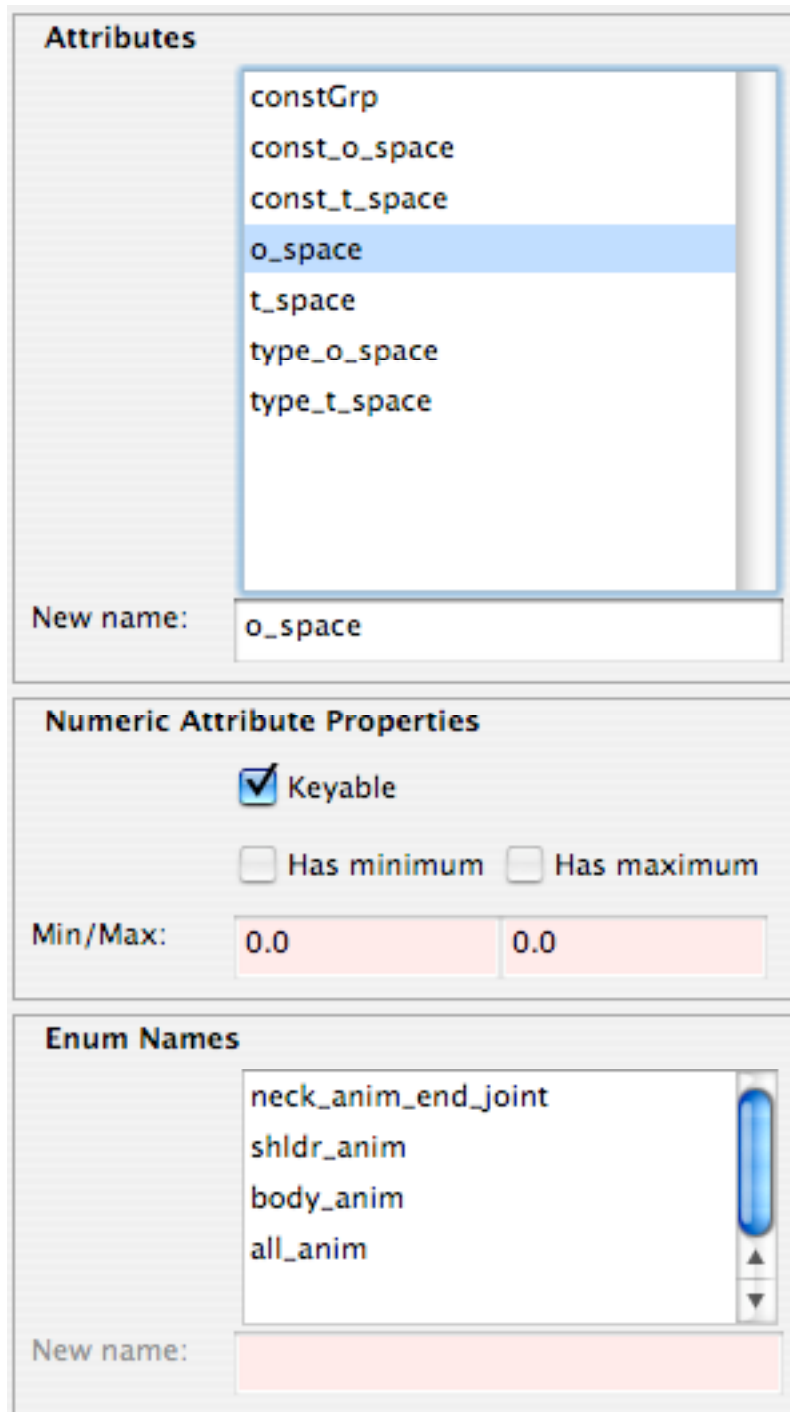 Attributes
constGrp
const_o_space
const_t_space
o_space
t_space
type_o_space
type_t_space
New name: o_space
Numeric Attribute Properties
Keyable
Has minimum Has maximum
Min/Max: 0.0 0.0
Enum Names
neck_anim_end_joint
shldr_anim
body_anim
all_anim
New name: